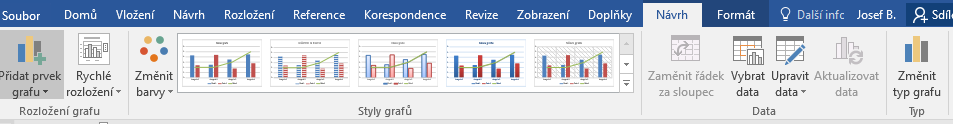 Soubor Domů Vložení Návrh Rozložení Reference Korespondence Revize Zobrazení Doplňky Návrh Formát Další infc Josef B. Sdíle
Přidat prvek grafu
Rychlé rozložení
Změnit barvy
Zaměnit řádek za sloupec
Vybrat data
Upravit data
Aktualizovat data
Změnit typ grafu
Rozložení grafu Styly grafů Data Typ